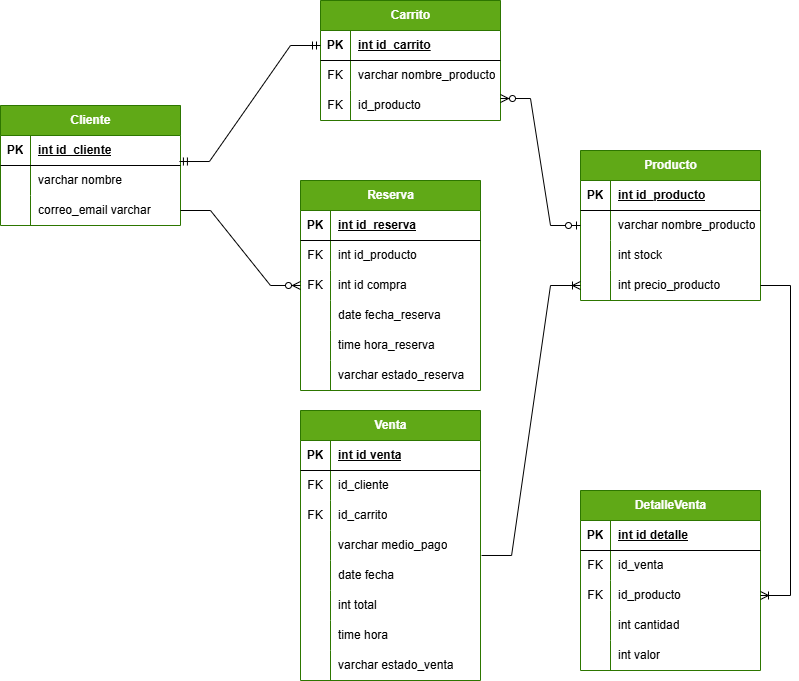 Carrito
PK int id_carrito
FK varchar nombre_producto
FK id_producto
Cliente
PK int id_cliente
varchar nombre
correo_email varchar
Producto
PK int id_producto
varchar nombre_producto
int stock
int precio_producto
Reserva
PK int id_reserva
FK int id_producto
FK int id compra
date fecha_reserva
time hora_reserva
varchar estado_reserva
Venta
PK int id venta
FK id_cliente
FK id_carrito
varchar medio_pago
date fecha
int total
time hora
varchar estado_venta
DetalleVenta
PK int id detalle
FK id_venta
FK id_producto
int cantidad
int valor